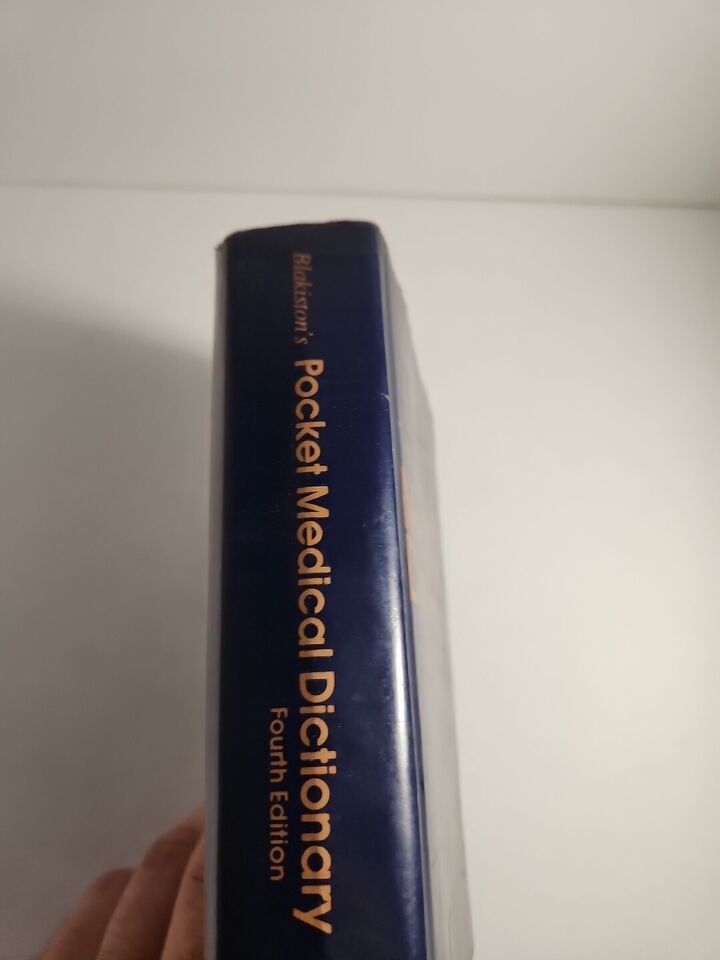 Blakiston's Pocket Medical Dictionary
Fourth Edition